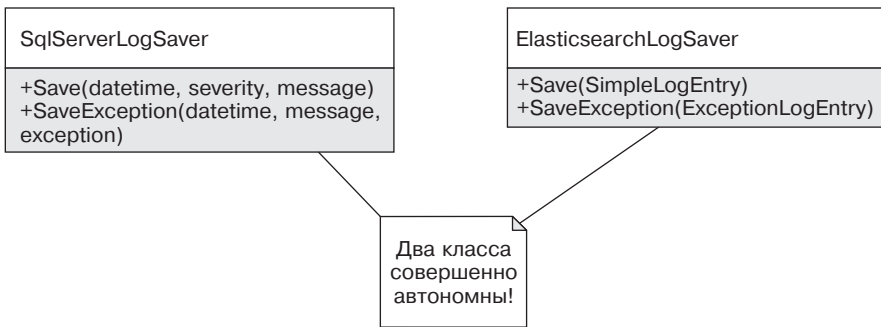 SqlServerLogSaver
+Save(datetime, severity, message)
+SaveException(datetime, message,
exception)
ElasticsearchLogSaver
+Save(SimpleLogEntry)
+SaveException(ExceptionLogEntry)
Два класса
совершенно
автономны!